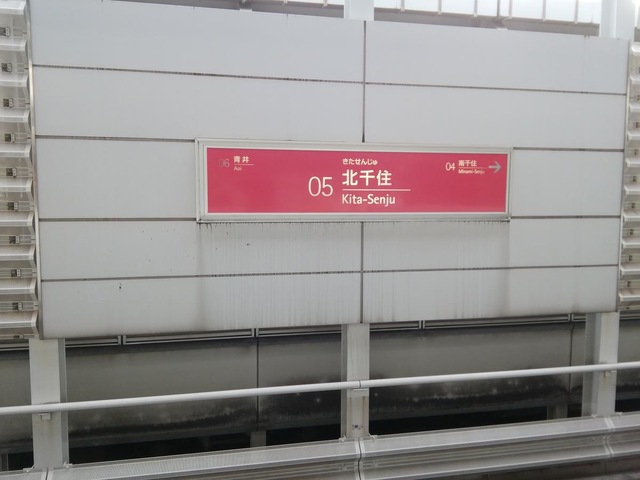 06 青井
Aoi
きたせんじゅ
05 北千住
Kita-Senju
04 南千住
Minami-Senju